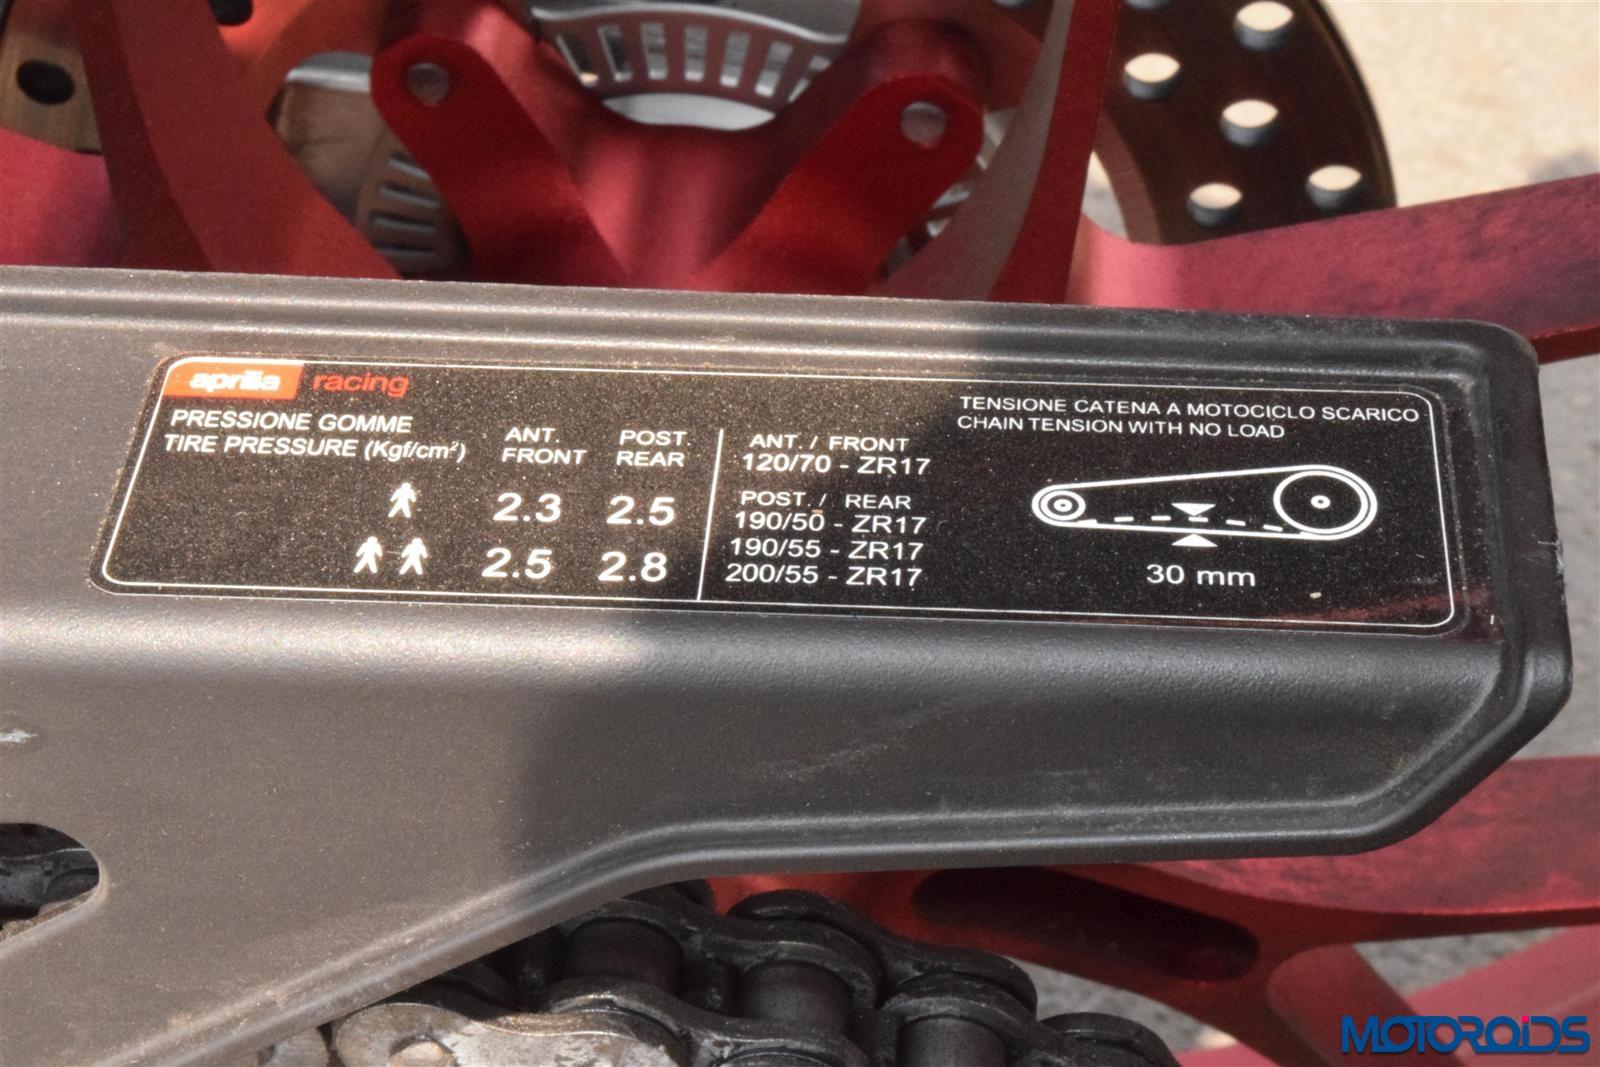 aprilia racing
PRESSIONE GOMME
TIRE PRESSURE (Kgf/cm²)
ANT. POST.
FRONT REAR
2.3 2.5
2.5 2.8
ANT. / FRONT
120/70 - ZR17
POST. / REAR
190/50 - ZR17
190/55 - ZR17
200/55 - ZR17
TENSIONE CATENA A MOTOCICLO SCARICO
CHAIN TENSION WITH NO LOAD
30 mm
MOTOROIDS